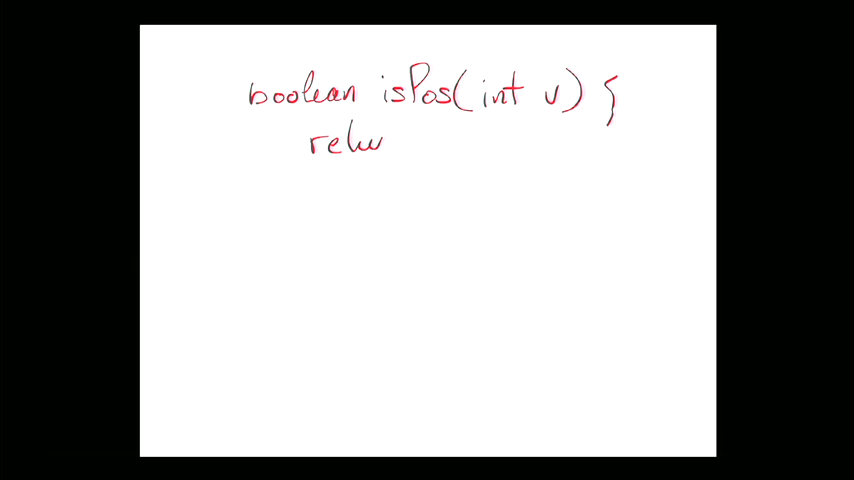 boolean isPos(int v) {
retu